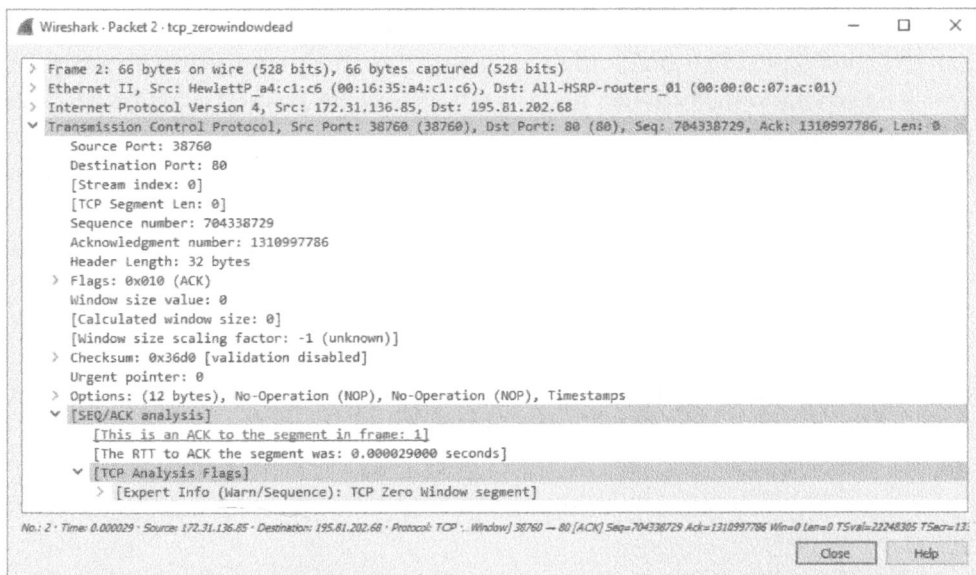 Wireshark · Packet 2 · tcp_zerowindowdead
> Frame 2: 66 bytes on wire (528 bits), 66 bytes captured (528 bits)
> Ethernet II, Src: HewlettP_a4:c1:c6 (00:16:35:a4:c1:c6), Dst: All-HSRP-routers_01 (00:00:0c:07:ac:01)
> Internet Protocol Version 4, Src: 172.31.136.85, Dst: 195.81.202.68
Transmission Control Protocol, Src Port: 38760 (38760), Dst Port: 80 (80), Seq: 704338729, Ack: 1310997786, Len: 0
Source Port: 38760
Destination Port: 80
[Stream index: 0]
[TCP Segment Len: 0]
Sequence number: 704338729
Acknowledgment number: 1310997786
Header Length: 32 bytes
> Flags: 0x010 (ACK)
Window size value: 0
[Calculated window size: 0]
[Window size scaling factor: -1 (unknown)]
> Checksum: 0x36d0 [validation disabled]
Urgent pointer: 0
> Options: (12 bytes), No-Operation (NOP), No-Operation (NOP), Timestamps
[SEQ/ACK analysis]
[This is an ACK to the segment in frame: 1]
[The RTT to ACK the segment was: 0.000029000 seconds]
[TCP Analysis Flags]
> [Expert Info (Warn/Sequence): TCP Zero Window segment]
No.: 2 · Time: 0.000029 · Source: 172.31.136.85 · Destination: 195.81.202.68 · Protocol: TCP · Window] 38760 → 80 [ACK] Seq=704338729 Ack=1310997786 Win=0 Len=0 TSval=22248305 TSecr=13
Close Help